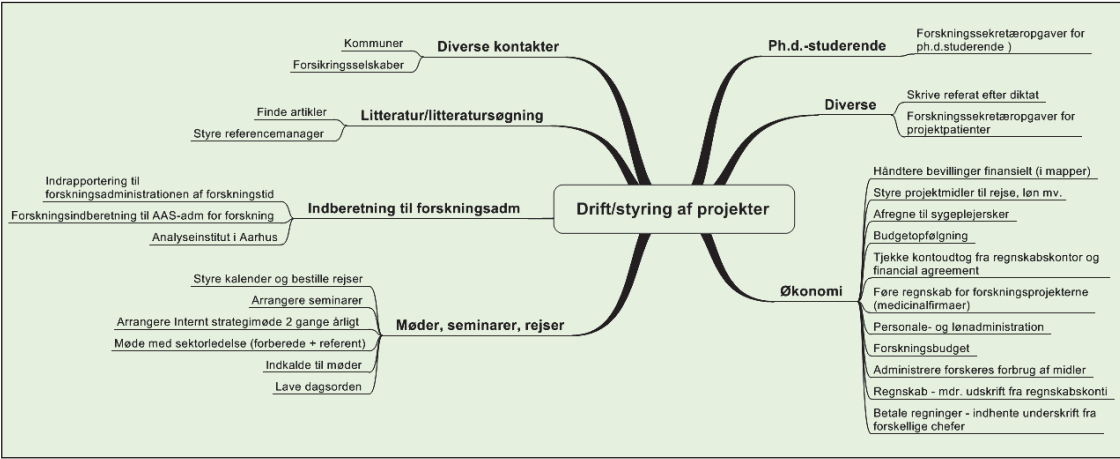 Drift/styring af projekter
Diverse kontakter
Kommuner
Forsikringsselskaber
Litteratur/litteratursøgning
Finde artikler
Styre referencemanager
Indberetning til forskningsadm
Indrapportering til
forskningsadministrationen af forskningstid
Forskningsindberetning til AAS-adm for forskning
Analyseinstitut i Aarhus
Møder, seminarer, rejser
Styre kalender og bestille rejser
Arrangere seminarer
Arrangere Internt strategimøde 2 gange årligt
Møde med sektorledelse (forberede + referent)
Indkalde til møder
Lave dagsorden
Ph.d.-studerende
Forskningssekretæropgaver for
ph.d.studerende )
Diverse
Skrive referat efter diktat
Forskningssekretæropgaver for
projektpatienter
Økonomi
Håndtere bevillinger finansielt (i mapper)
Styre projektmidler til rejse, løn mv.
Afregne til sygeplejersker
Budgetopfølgning
Tjekke kontoudtog fra regnskabskontor og
financial agreement
Føre regnskab for forskningsprojekterne
(medicinalfirmaer)
Personale- og lønadministration
Forskningsbudget
Administrere forskeres forbrug af midler
Regnskab - mdr. udskrift fra regnskabskonti
Betale regninger - indhente underskrift fra
forskellige chefer